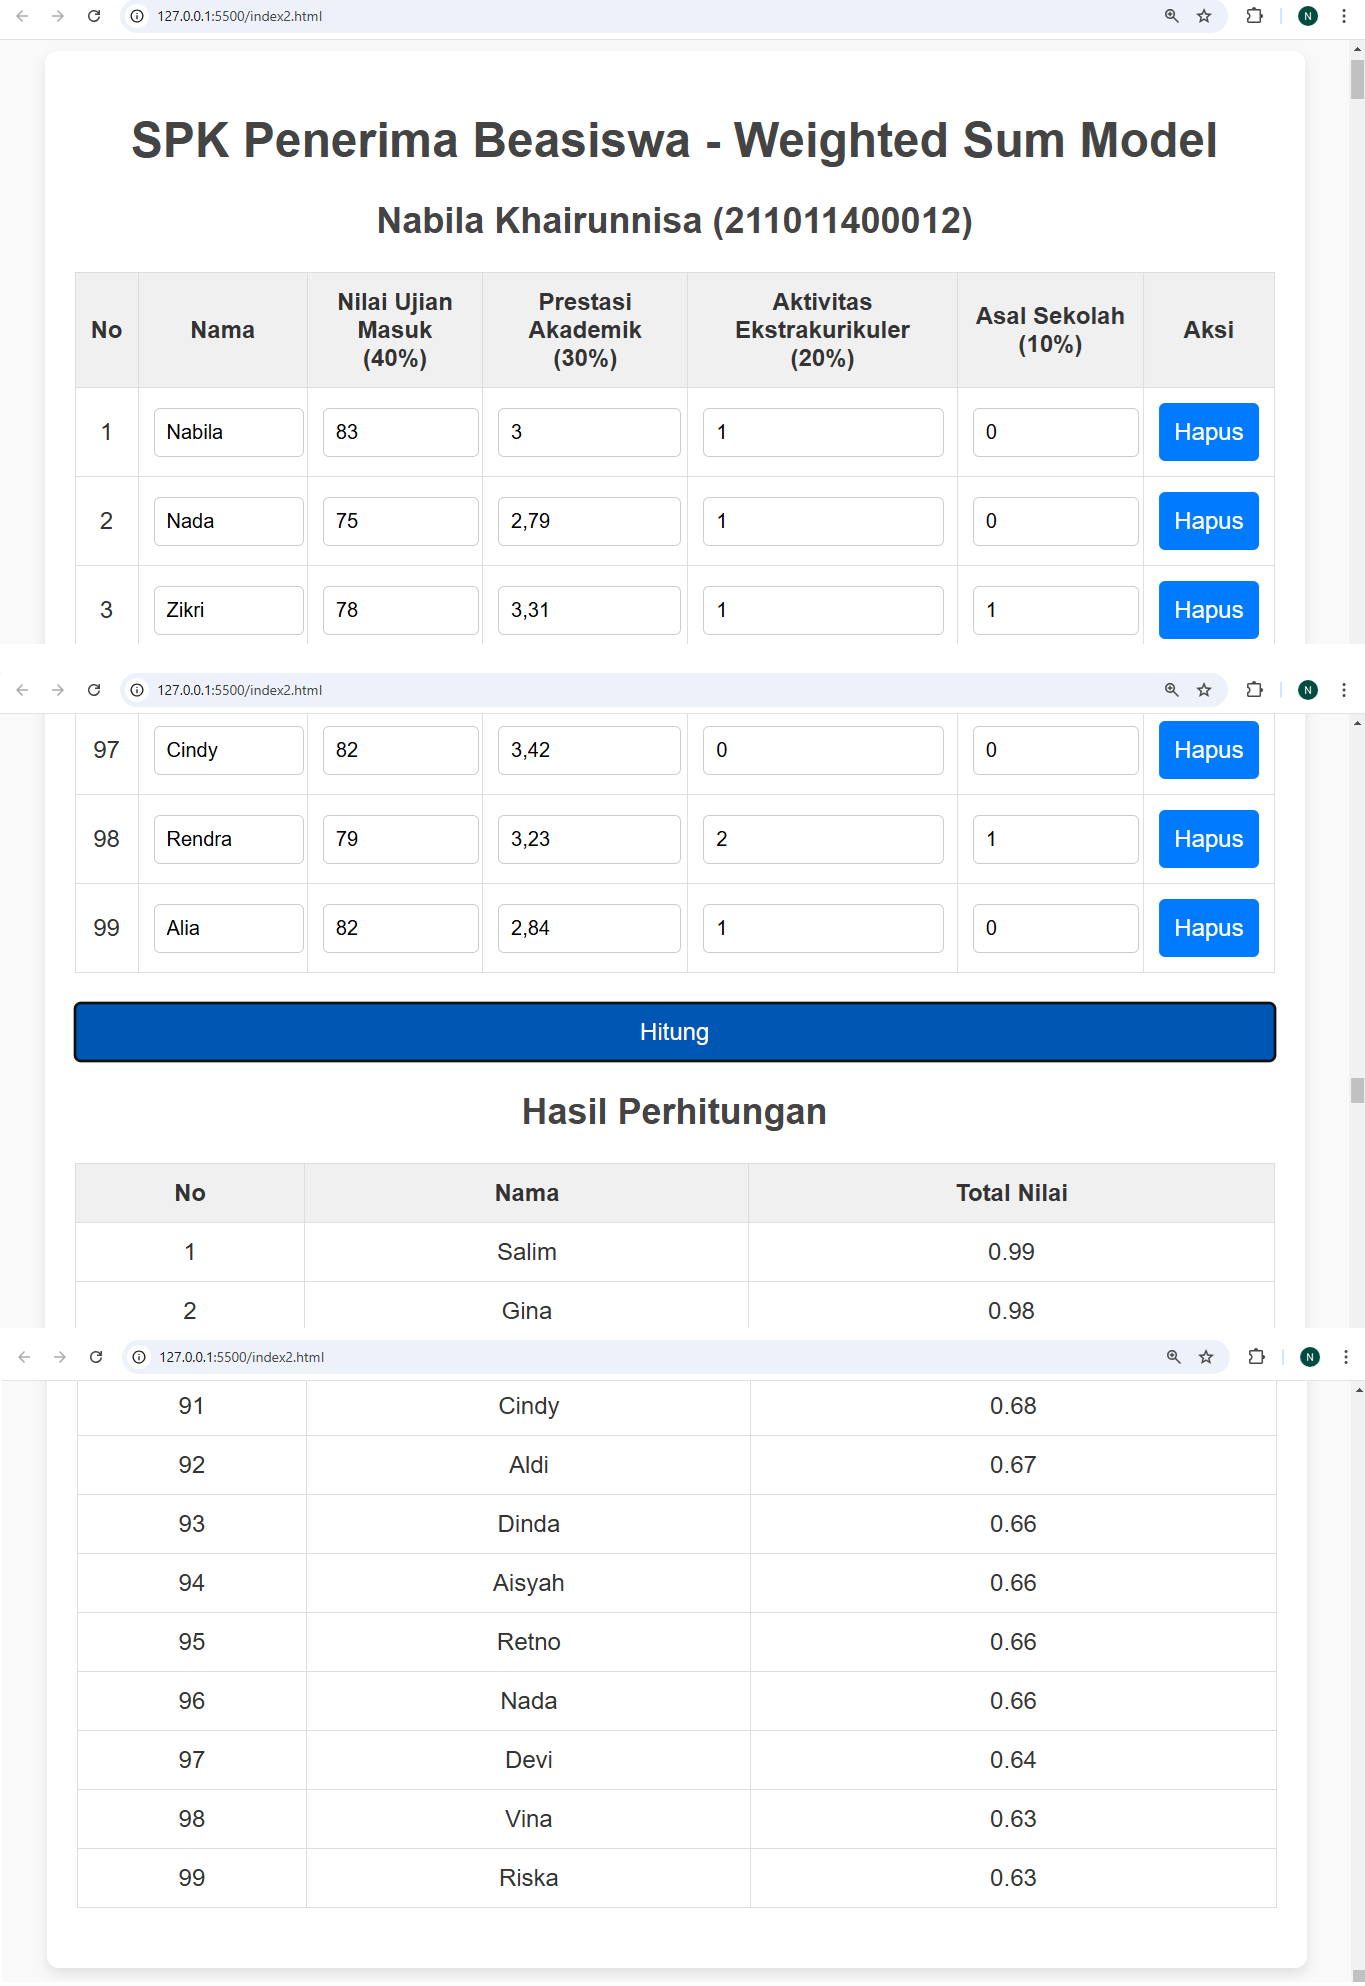 127.0.0.1:5500/index2.html
N
SPK Penerima Beasiswa - Weighted Sum Model
Nabila Khairunnisa (211011400012)
No Nama Nilai Ujian Masuk (40%) Prestasi Akademik (30%) Aktivitas Ekstrakurikuler (20%) Asal Sekolah (10%) Aksi
1 Nabila 83 3 1 0 Hapus
2 Nada 75 2,79 1 0 Hapus
3 Zikri 78 3,31 1 1 Hapus
127.0.0.1:5500/index2.html
N
97 Cindy 82 3,42 0 0 Hapus
98 Rendra 79 3,23 2 1 Hapus
99 Alia 82 2,84 1 0 Hapus
Hitung
Hasil Perhitungan
No Nama Total Nilai
1 Salim 0.99
2 Gina 0.98
127.0.0.1:5500/index2.html
N
91 Cindy 0.68
92 Aldi 0.67
93 Dinda 0.66
94 Aisyah 0.66
95 Retno 0.66
96 Nada 0.66
97 Devi 0.64
98 Vina 0.63
99 Riska 0.63